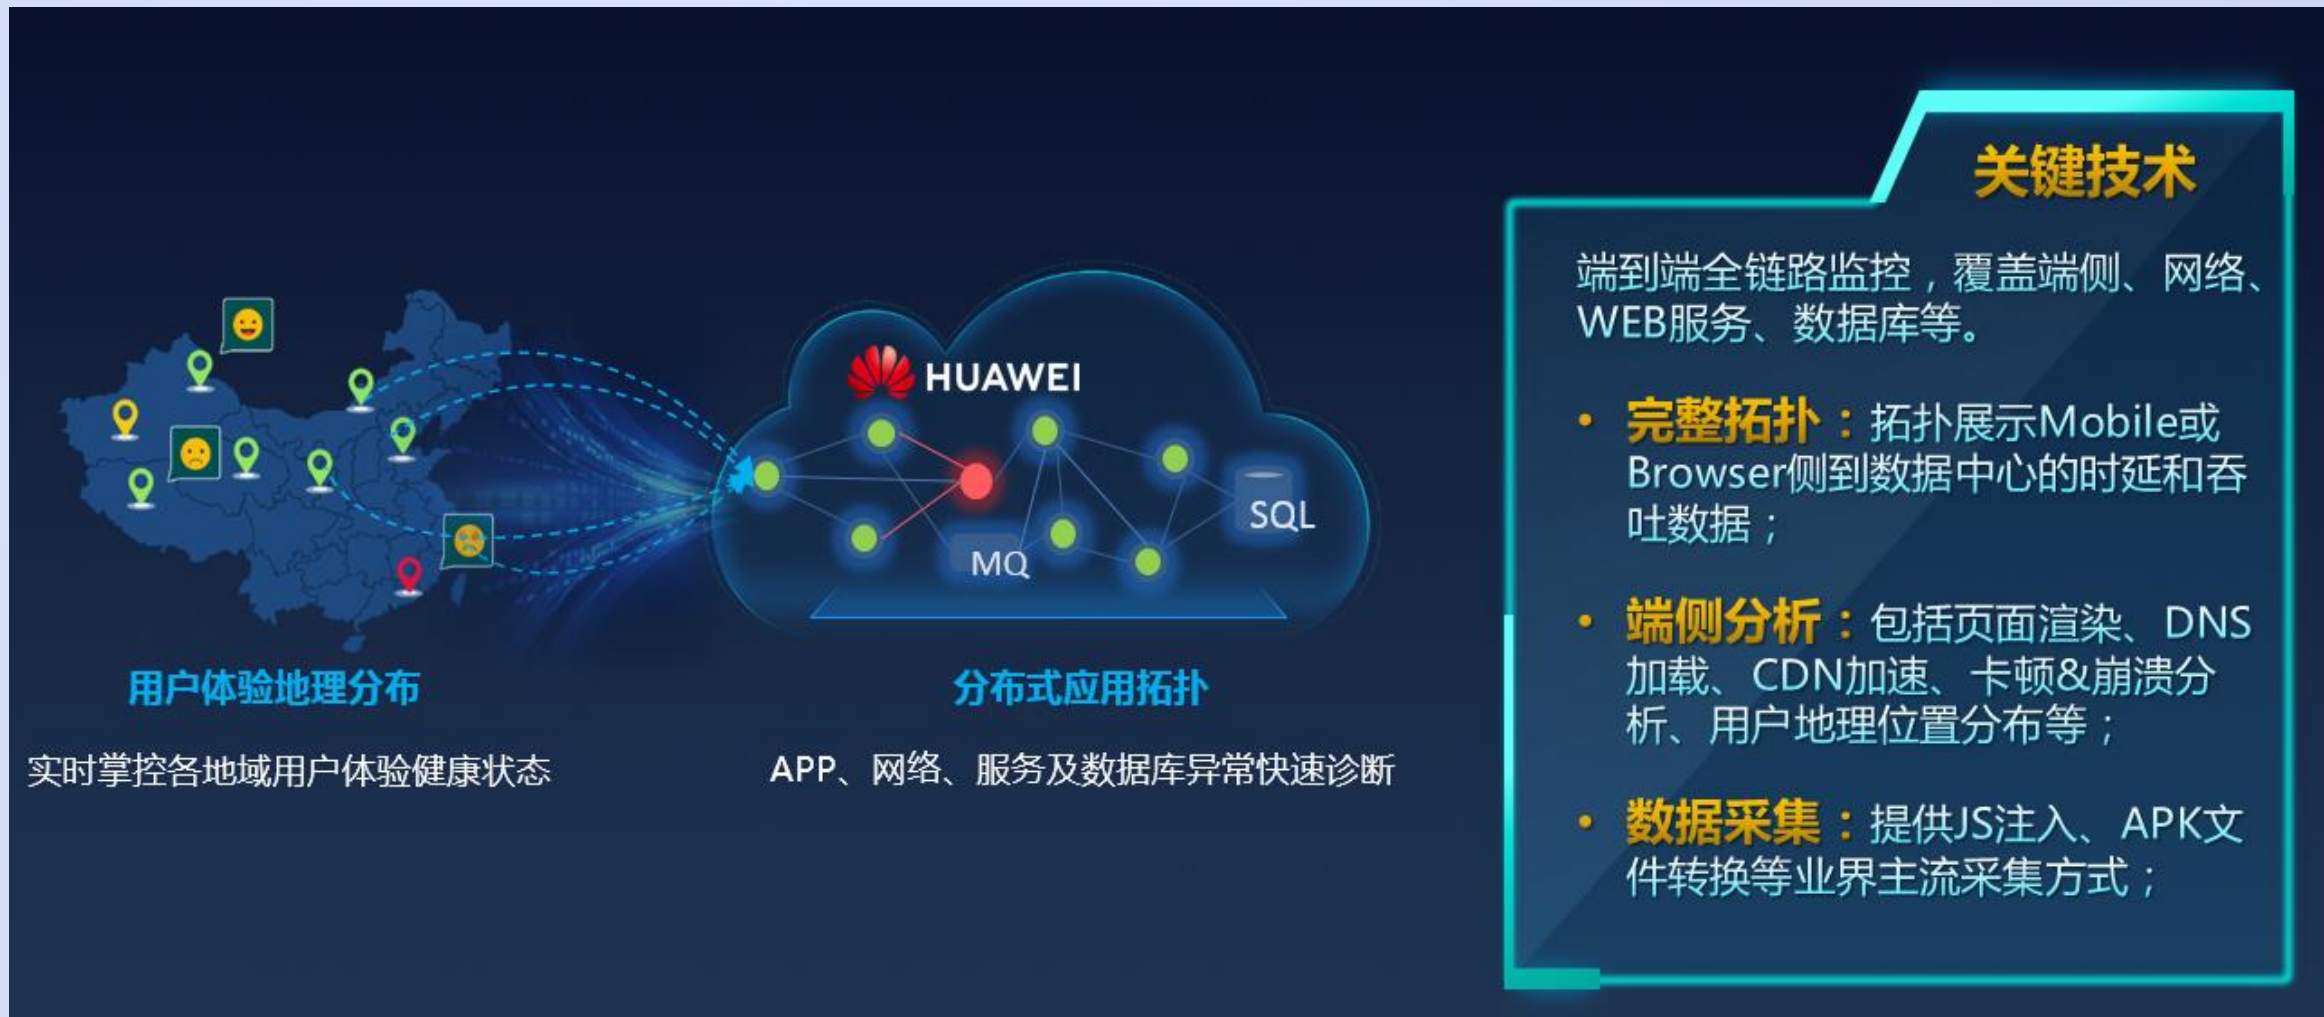 HUAWEI
MQ
SQL
用户体验地理分布
实时掌控各地域用户体验健康状态
分布式应用拓扑
APP、网络、服务及数据库异常快速诊断
关键技术
端到端全链路监控，覆盖端侧、网络、
WEB服务、数据库等。
• 完整拓扑：拓扑展示Mobile或
Browser侧到数据中心的时延和吞
吐数据；
• 端侧分析：包括页面渲染、DNS
加载、CDN加速、卡顿&崩溃分
析、用户地理位置分布等；
• 数据采集：提供JS注入、APK文
件转换等业界主流采集方式；